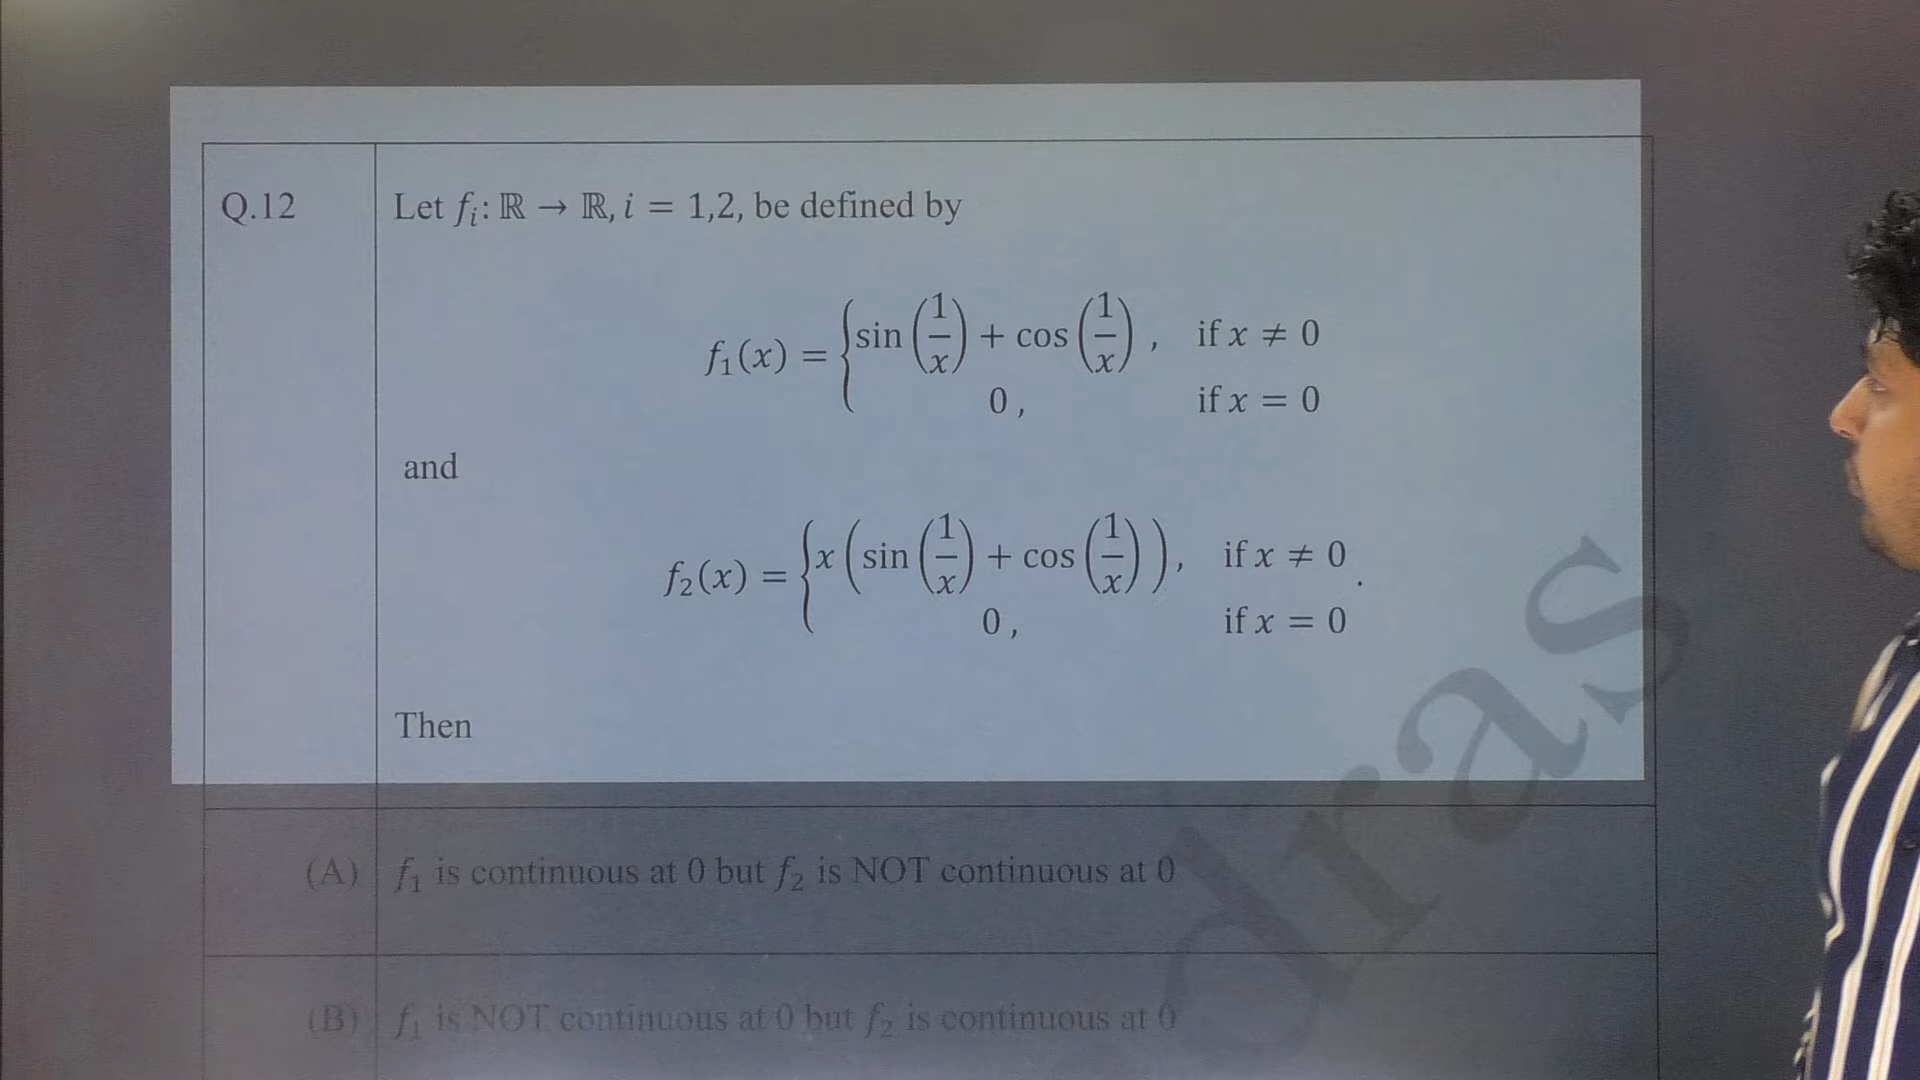 Q.12 Let fᵢ: ℝ → ℝ, i = 1,2, be defined by
f₁(x) = { sin(1/x) + cos(1/x), if x ≠ 0
0, if x = 0
and
f₂(x) = { x(sin(1/x) + cos(1/x)), if x ≠ 0
0, if x = 0 .
Then
(A) f₁ is continuous at 0 but f₂ is NOT continuous at 0
(B) f₁ is NOT continuous at 0 but f₂ is continuous at 0
dras